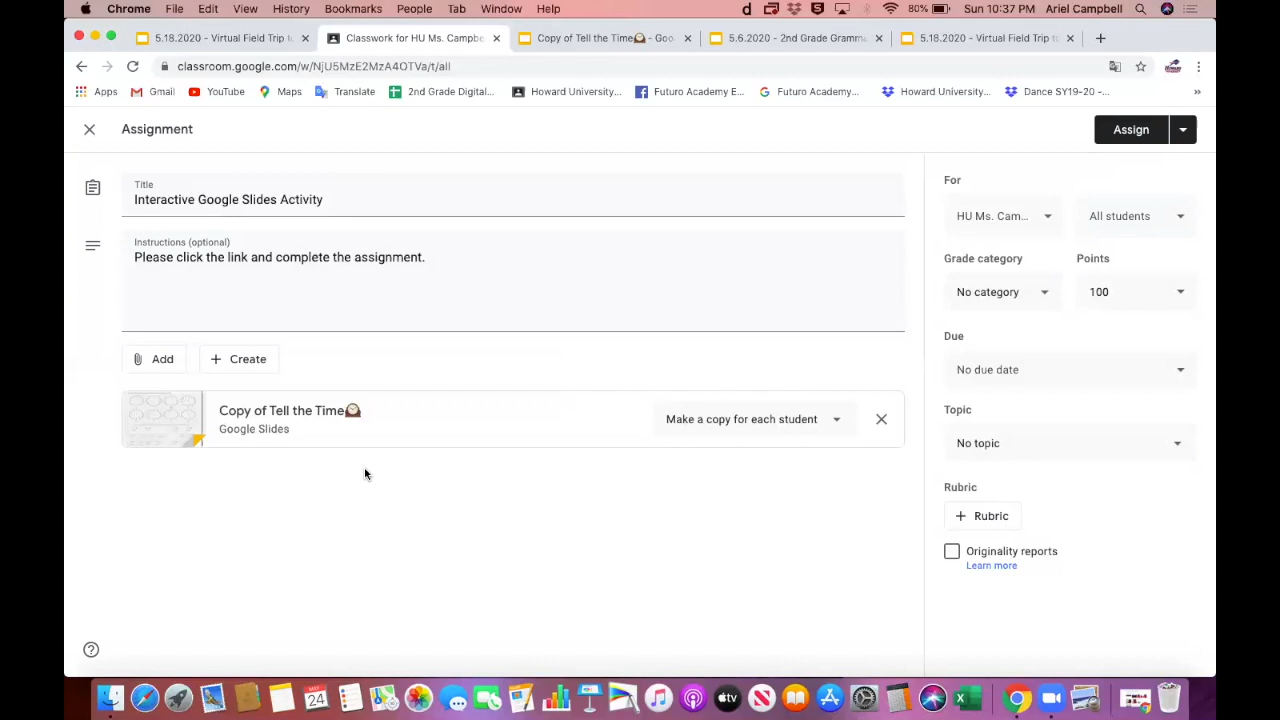 Chrome File Edit View History Bookmarks People Tab Window Help 80% Sun 10:37 PM Ariel Campbell
5.18.2020 - Virtual Field Trip t Classwork for HU Ms. Campbe Copy of Tell the Time🕰 - Goo 5.6.2020 - 2nd Grade Gramma 5.18.2020 - Virtual Field Trip to
classroom.google.com/w/NjU5MzE2MzA4OTVa/t/all
Apps Gmail YouTube Maps Translate 2nd Grade Digital... Howard University... Futuro Academy E... Futuro Academy... Howard University... Dance SY19-20 -... »
Assignment
Assign
Title
Interactive Google Slides Activity
Instructions (optional)
Please click the link and complete the assignment.
Add + Create
Copy of Tell the Time🕰
Google Slides
Make a copy for each student
For
HU Ms. Cam... All students
Grade category Points
No category 100
Due
No due date
Topic
No topic
Rubric
+ Rubric
Originality reports
Learn more
MAY
24
tv